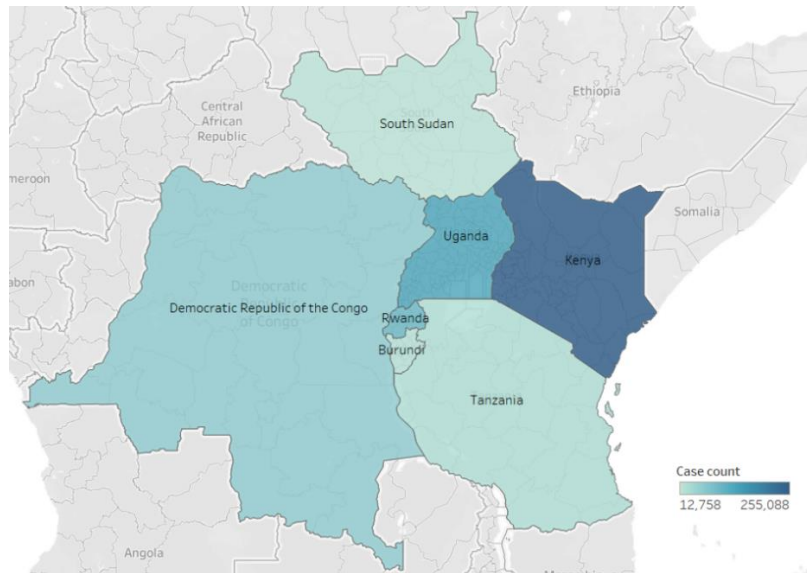 South Sudan
Ethiopia
Central
African
Republic
meroon
Somalia
Uganda
Kenya
abon
Democratic
Democratic Republic of the Congo
of Congo
Rwanda
Burundi
Tanzania
Case count
12,758 255,088
Angola